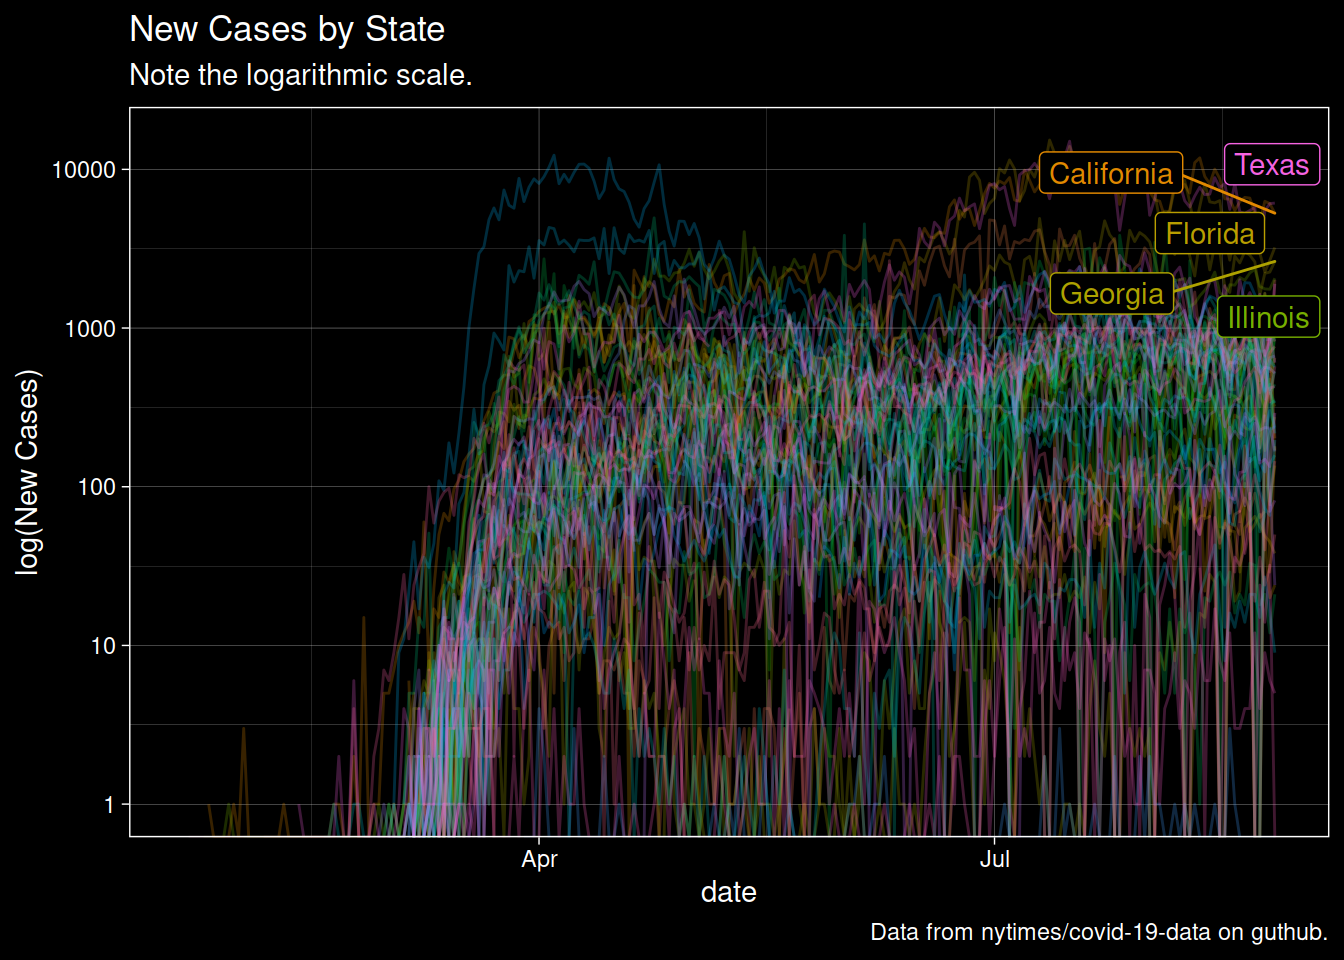 New Cases by State
Note the logarithmic scale.
log(New Cases)
10000
1000
100
10
1
California
Texas
Florida
Georgia
Illinois
Apr
Jul
date
Data from nytimes/covid-19-data on guthub.